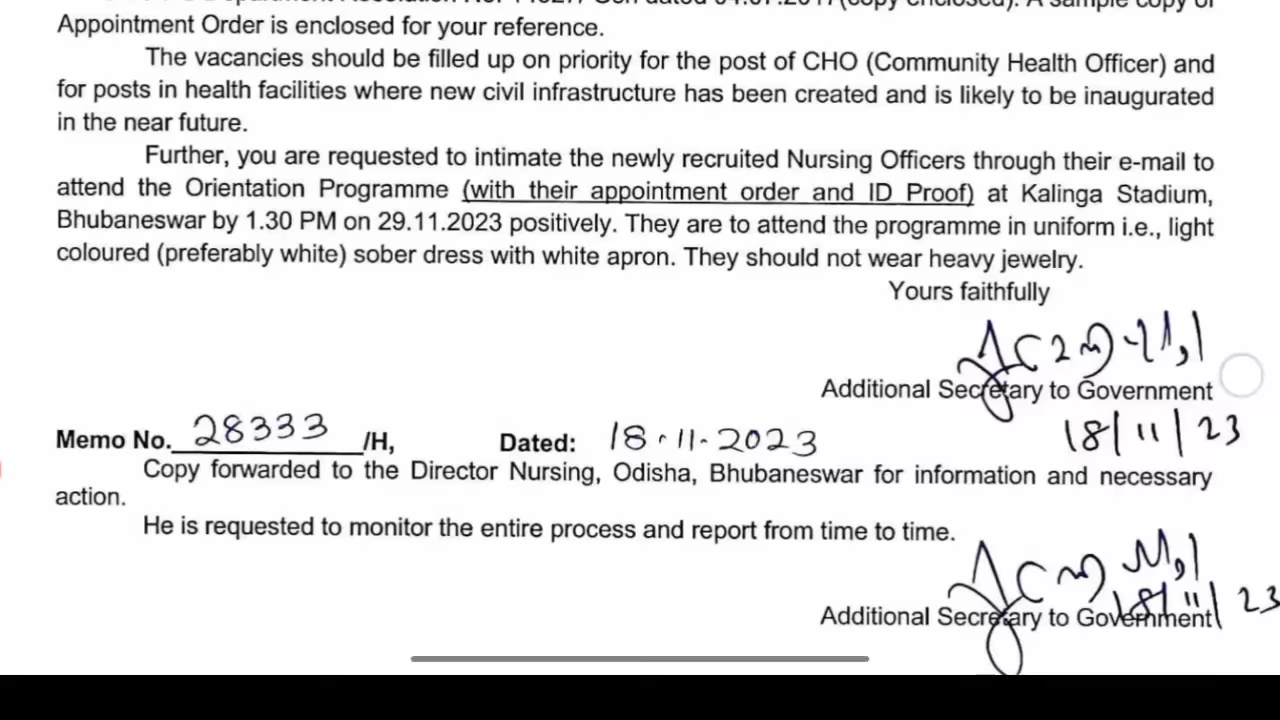 Appointment Order is enclosed for your reference.
The vacancies should be filled up on priority for the post of CHO (Community Health Officer) and
for posts in health facilities where new civil infrastructure has been created and is likely to be inaugurated
in the near future.
Further, you are requested to intimate the newly recruited Nursing Officers through their e-mail to
attend the Orientation Programme (with their appointment order and ID Proof) at Kalinga Stadium,
Bhubaneswar by 1.30 PM on 29.11.2023 positively. They are to attend the programme in uniform i.e., light
coloured (preferably white) sober dress with white apron. They should not wear heavy jewelry.
Yours faithfully
Additional Secretary to Government
18/11/23
Memo No. 28333 /H, Dated: 18.11.2023
Copy forwarded to the Director Nursing, Odisha, Bhubaneswar for information and necessary
action.
He is requested to monitor the entire process and report from time to time.
18/11/23
Additional Secretary to Government